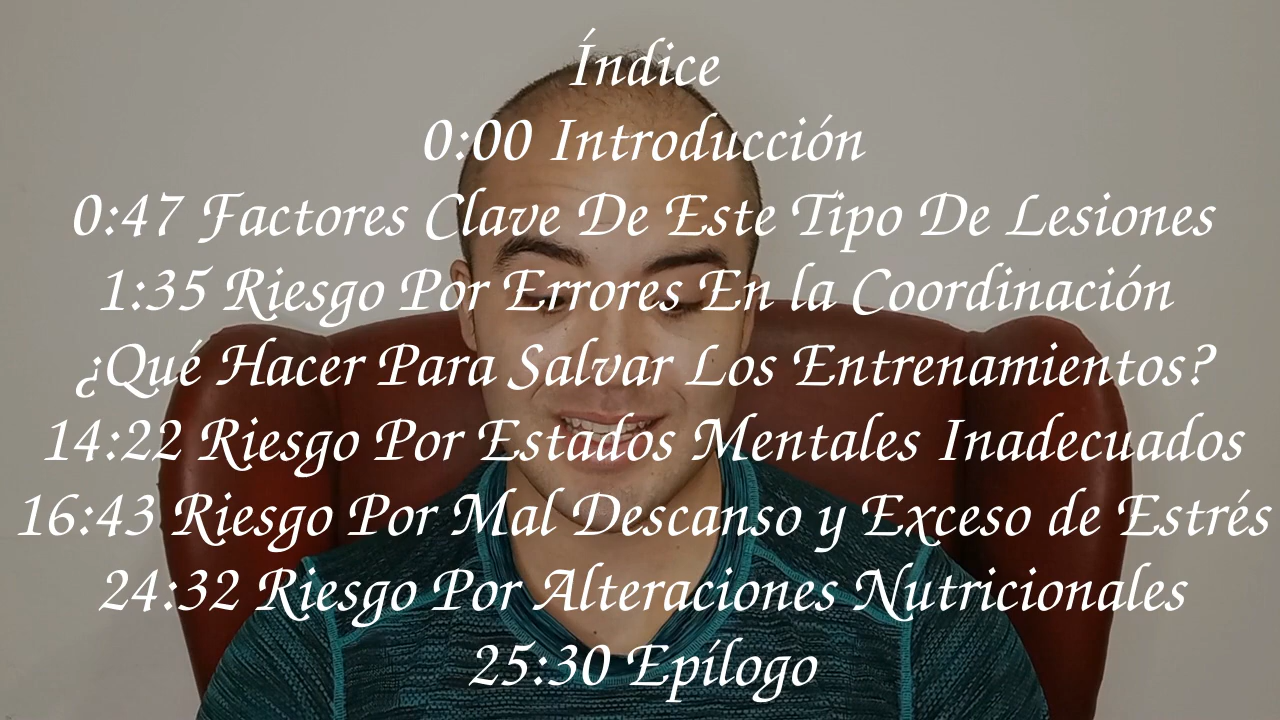 Índice
0:00 Introducción
0:47 Factores Clave De Este Tipo De Lesiones
1:35 Riesgo Por Errores En la Coordinación
¿Qué Hacer Para Salvar Los Entrenamientos?
14:22 Riesgo Por Estados Mentales Inadecuados
16:43 Riesgo Por Mal Descanso y Exceso de Estrés
24:32 Riesgo Por Alteraciones Nutricionales
25:30 Epílogo